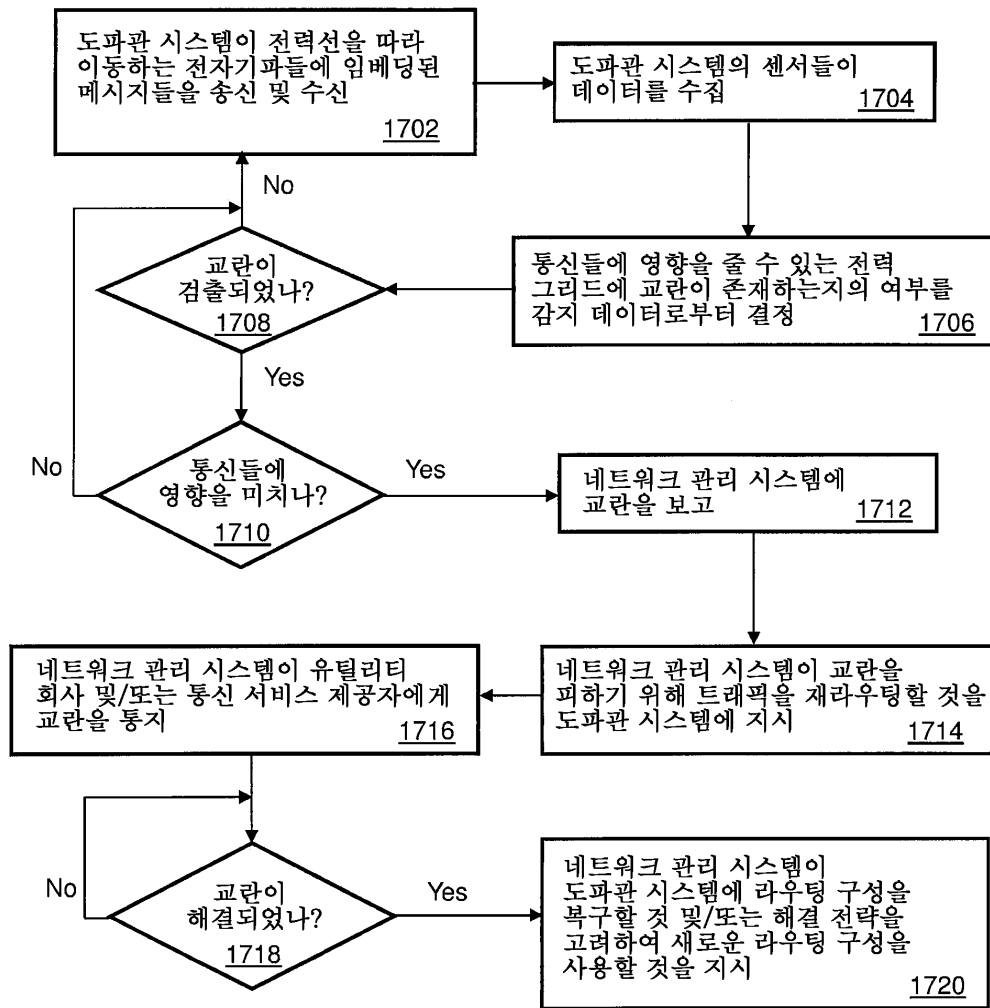 도파관 시스템이 전력선을 따라
이동하는 전자기파들에 임베딩된
메시지들을 송신 및 수신
1702
도파관 시스템의 센서들이
데이터를 수집
1704
No
교란이
검출되었나?
1708
통신들에 영향을 줄 수 있는 전력
그리드에 교란이 존재하는지의 여부를
감지 데이터로부터 결정
1706
Yes
No
통신들에
영향을 미치나?
1710
Yes
네트워크 관리 시스템에
교란을 보고
1712
네트워크 관리 시스템이 유틸리티
회사 및/또는 통신 서비스 제공자에게
교란을 통지
1716
네트워크 관리 시스템이 교란을
피하기 위해 트래픽을 재라우팅할 것을
도파관 시스템에 지시
1714
No
교란이
해결되었나?
1718
Yes
네트워크 관리 시스템이
도파관 시스템에 라우팅 구성을
복구할 것 및/또는 해결 전략을
고려하여 새로운 라우팅 구성을
사용할 것을 지시
1720